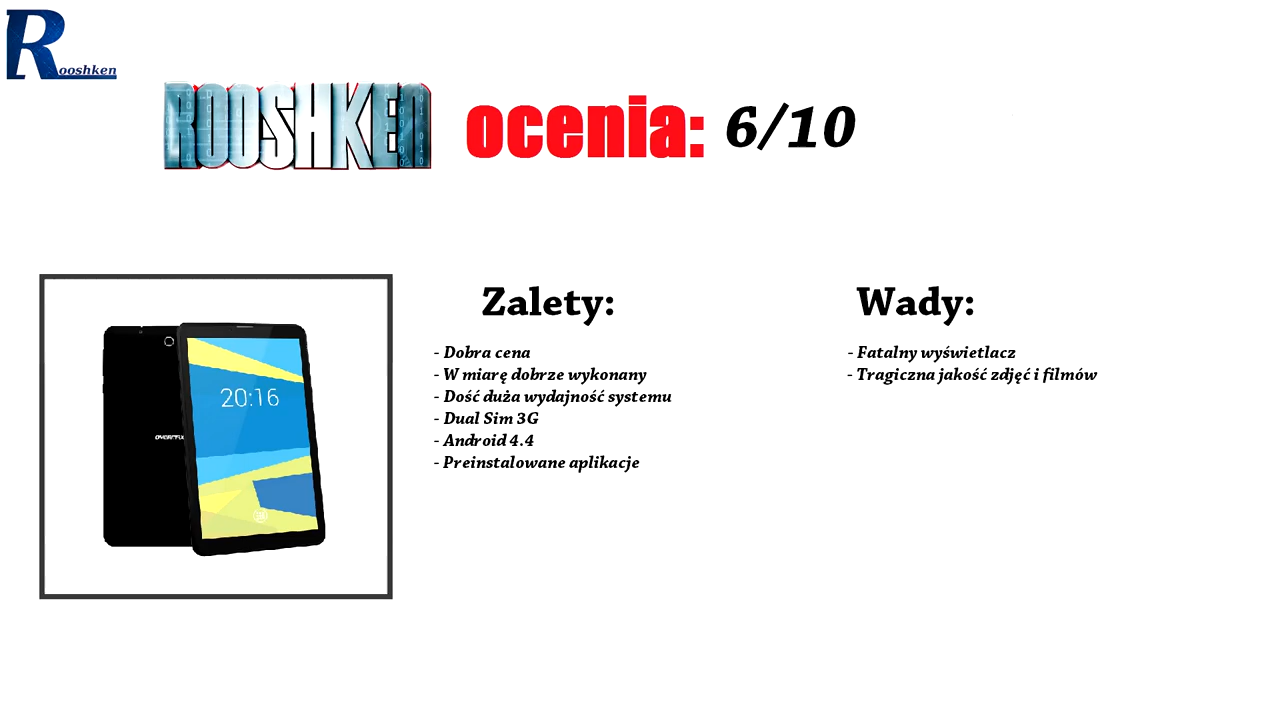 Rooshken
ROOSHKEN ocenia: 6/10
Zalety:
- Dobra cena
- W miarę dobrze wykonany
- Dość duża wydajność systemu
- Dual Sim 3G
- Android 4.4
- Preinstalowane aplikacje
Wady:
- Fatalny wyświetlacz
- Tragiczna jakość zdjęć i filmów
20:16